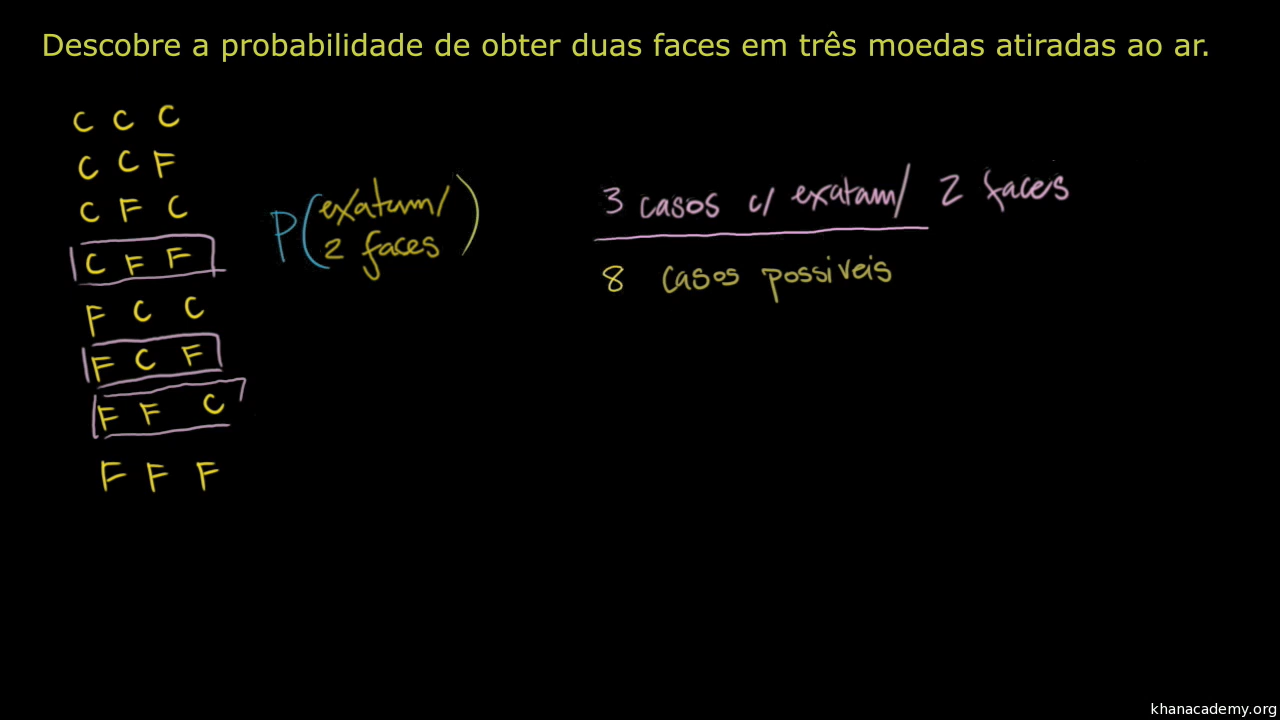 Descobre a probabilidade de obter duas faces em três moedas atiradas ao ar.
C C C
C C F
C F C
C F F
F C C
F C F
F F C
F F F
P(exatam/
2 faces)
3 casos c/ exatam/ 2 faces
8 casos possiveis
khanacademy.org